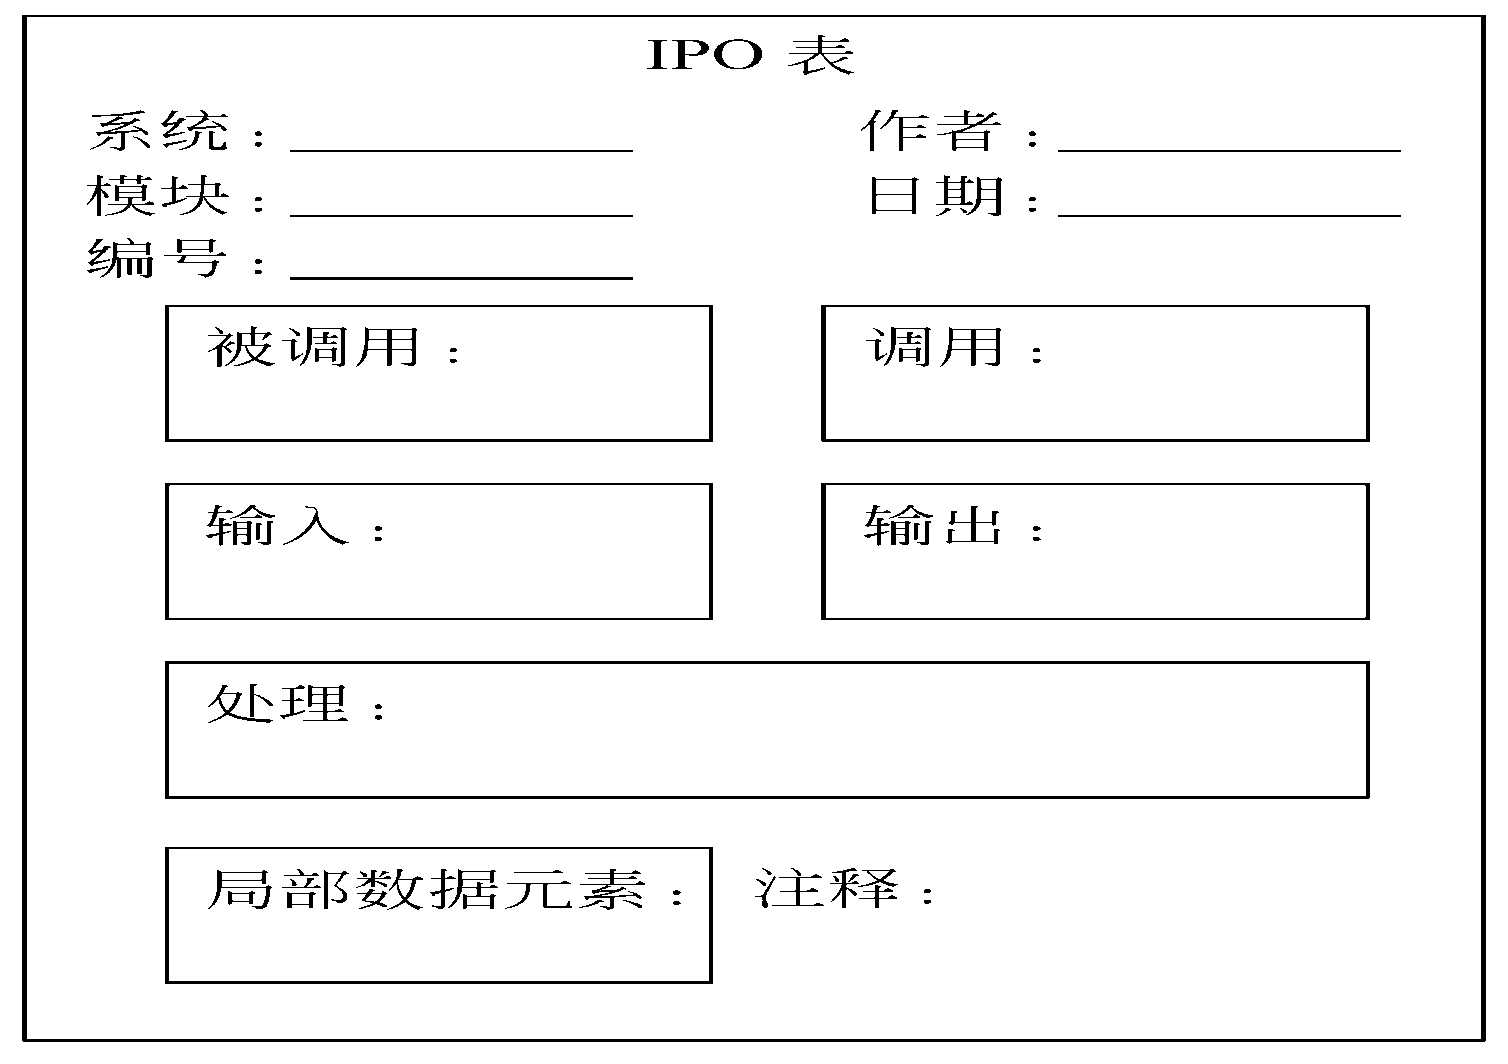 IPO 表
系统：
作者：
模块：
日期：
编号：
被调用：
调用：
输入：
输出：
处理：
局部数据元素：
注释：